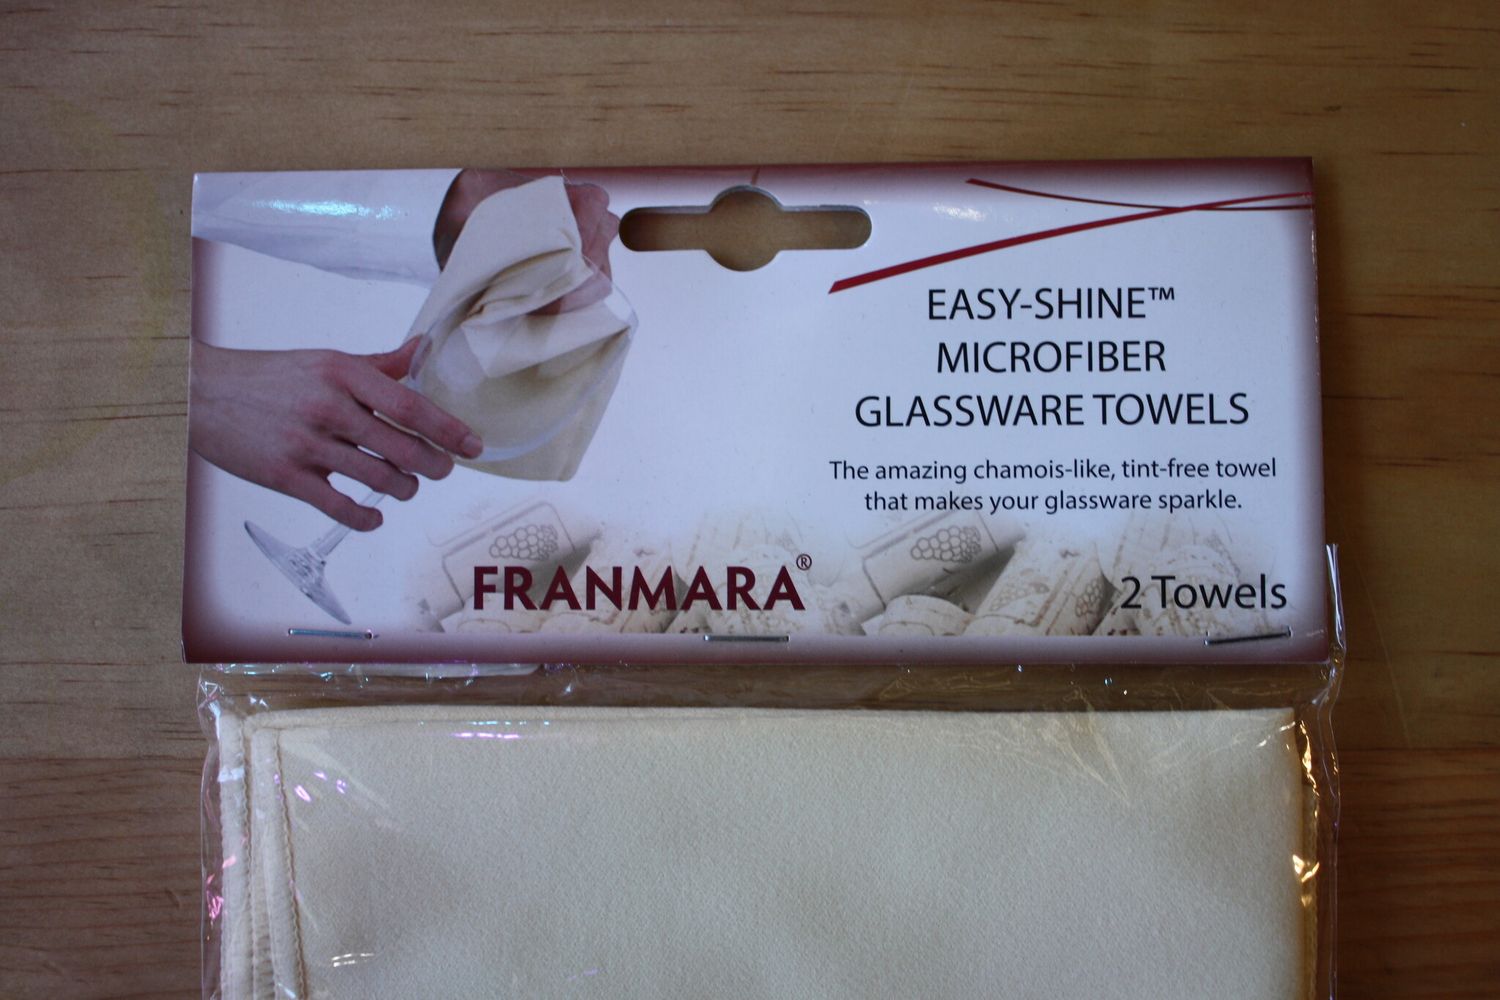 EASY-SHINE™
MICROFIBER
GLASSWARE TOWELS
The amazing chamois-like, tint-free towel
that makes your glassware sparkle.
FRANMARA®
2 Towels